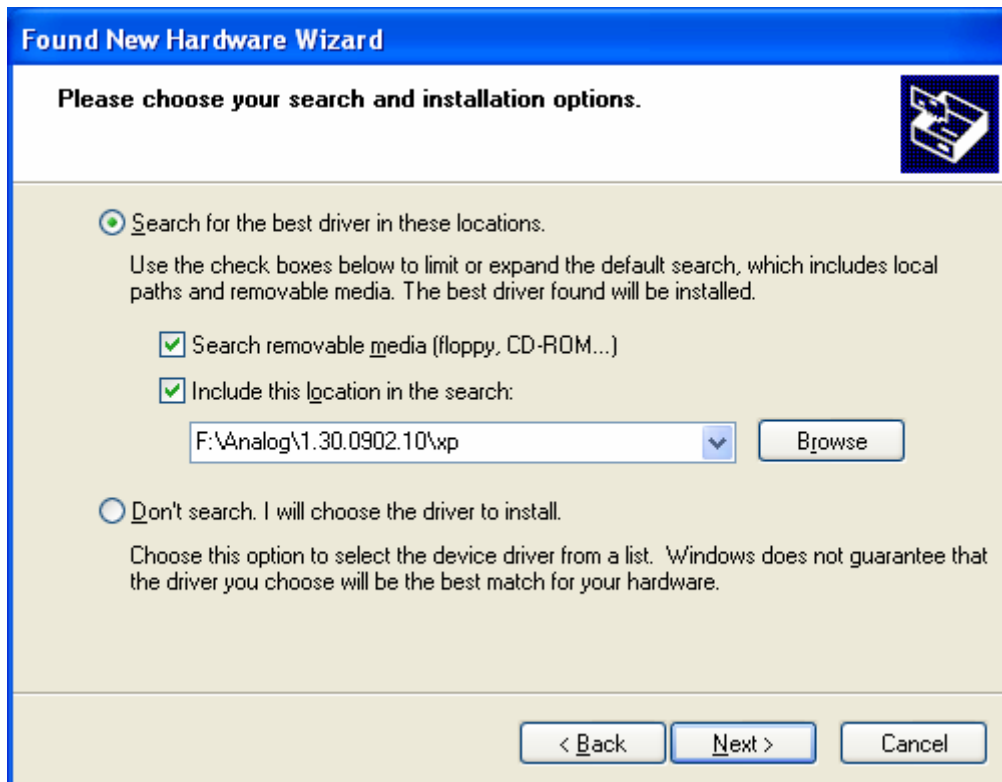 Found New Hardware Wizard
Please choose your search and installation options.
Search for the best driver in these locations.
Use the check boxes below to limit or expand the default search, which includes local
paths and removable media. The best driver found will be installed.
Search removable media (floppy, CD-ROM...)
Include this location in the search:
F:\Analog\1.30.0902.10\xp
Browse
Don't search. I will choose the driver to install.
Choose this option to select the device driver from a list.  Windows does not guarantee that
the driver you choose will be the best match for your hardware.
< Back
Next >
Cancel